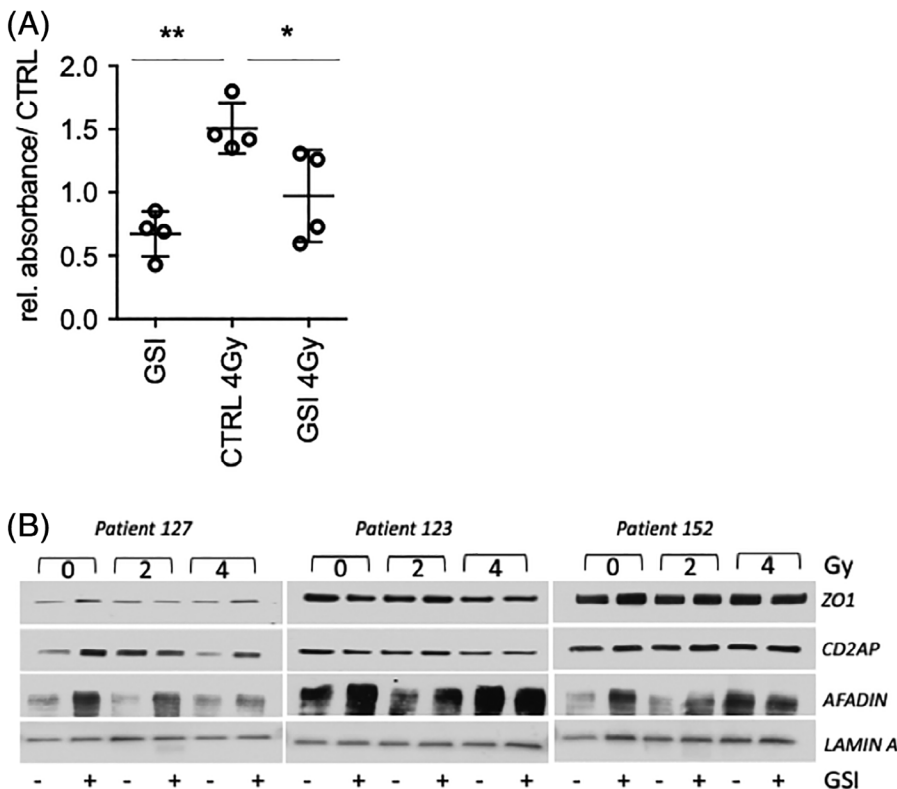 (A)
** *
rel. absorbance/ CTRL
2.0
1.5
1.0
0.5
0.0
GSI
CTRL 4Gy
GSI 4Gy
(B)
Patient 127 Patient 123 Patient 152
0 2 4 0 2 4 0 2 4 Gy
ZO1
CD2AP
AFADIN
LAMIN A
- + - + - + - + - + - + - + - + - + GSI